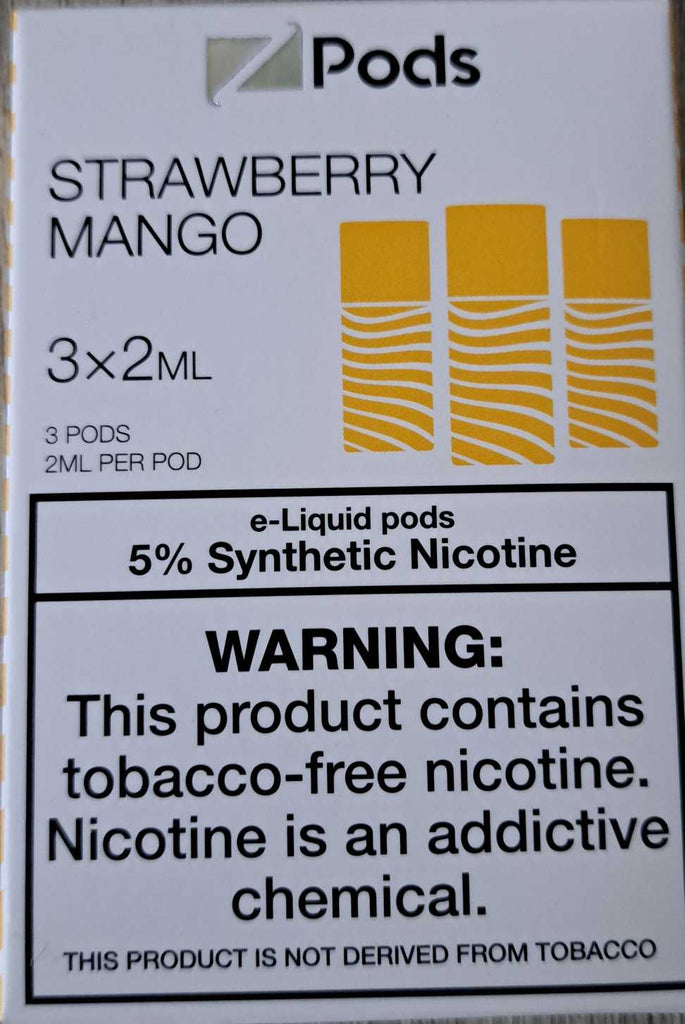 Z Pods
STRAWBERRY
MANGO
3×2ML
3 PODS
2ML PER POD
e-Liquid pods
5% Synthetic Nicotine
WARNING:
This product contains
tobacco-free nicotine.
Nicotine is an addictive
chemical.
THIS PRODUCT IS NOT DERIVED FROM TOBACCO